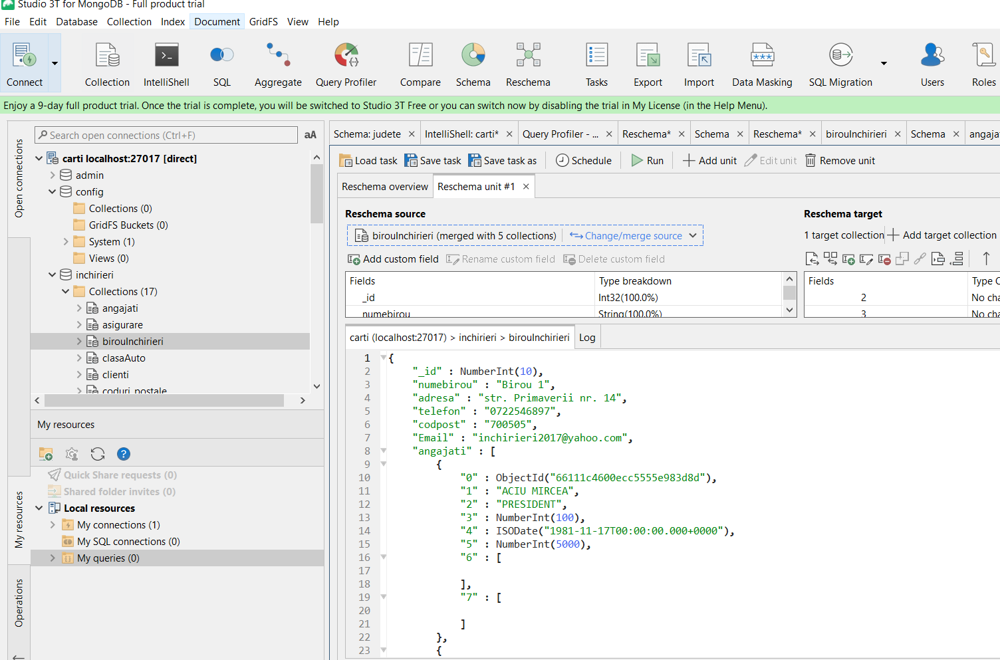 Studio 3T for MongoDB - Full product trial
File Edit Database Collection Index Document GridFS View Help
Connect Collection IntelliShell SQL Aggregate Query Profiler Compare Schema Reschema Tasks Export Import Data Masking SQL Migration Users Roles
Enjoy a 9-day full product trial. Once the trial is complete, you will be switched to Studio 3T Free or you can switch now by disabling the trial in My License (in the Help Menu).
Open connections
Search open connections (Ctrl+F) aA
carti localhost:27017 [direct]
admin
config
Collections (0)
GridFS Buckets (0)
System (1)
Views (0)
inchirieri
Collections (17)
angajati
asigurare
birouInchirieri
clasaAuto
clienti
coduri_postale
My resources
My resources
Quick Share requests (0)
Shared folder invites (0)
Local resources
My connections (1)
My SQL connections (0)
My queries (0)
Operations
Schema: judete × IntelliShell: carti* × Query Profiler - ... × Reschema* × Schema × Reschema* × birouInchirieri × Schema × angaja
Load task Save task Save task as Schedule Run Add unit Edit unit Remove unit
Reschema overview Reschema unit #1 ×
Reschema source
birouInchirieri (merged with 5 collections) Change/merge source
Add custom field Rename custom field Delete custom field
Fields Type breakdown
_id Int32(100.0%)
numebirou String(100.0%)
Reschema target
1 target collection Add target collection
Fields Type C
2 No cha
3 No cha
carti (localhost:27017) > inchirieri > birouInchirieri Log
1 {
2 "_id" : NumberInt(10),
3 "numebirou" : "Birou 1",
4 "adresa" : "str. Primaverii nr. 14",
5 "telefon" : "0722546897",
6 "codpost" : "700505",
7 "Email" : "inchirieri2017@yahoo.com",
8 "angajati" : [
9 {
10 "0" : ObjectId("66111c4600ecc5555e983d8d"),
11 "1" : "ACIU MIRCEA",
12 "2" : "PRESIDENT",
13 "3" : NumberInt(100),
14 "4" : ISODate("1981-11-17T00:00:00.000+0000"),
15 "5" : NumberInt(5000),
16 "6" : [
17
18 ],
19 "7" : [
20
21 ]
22 },
23 {